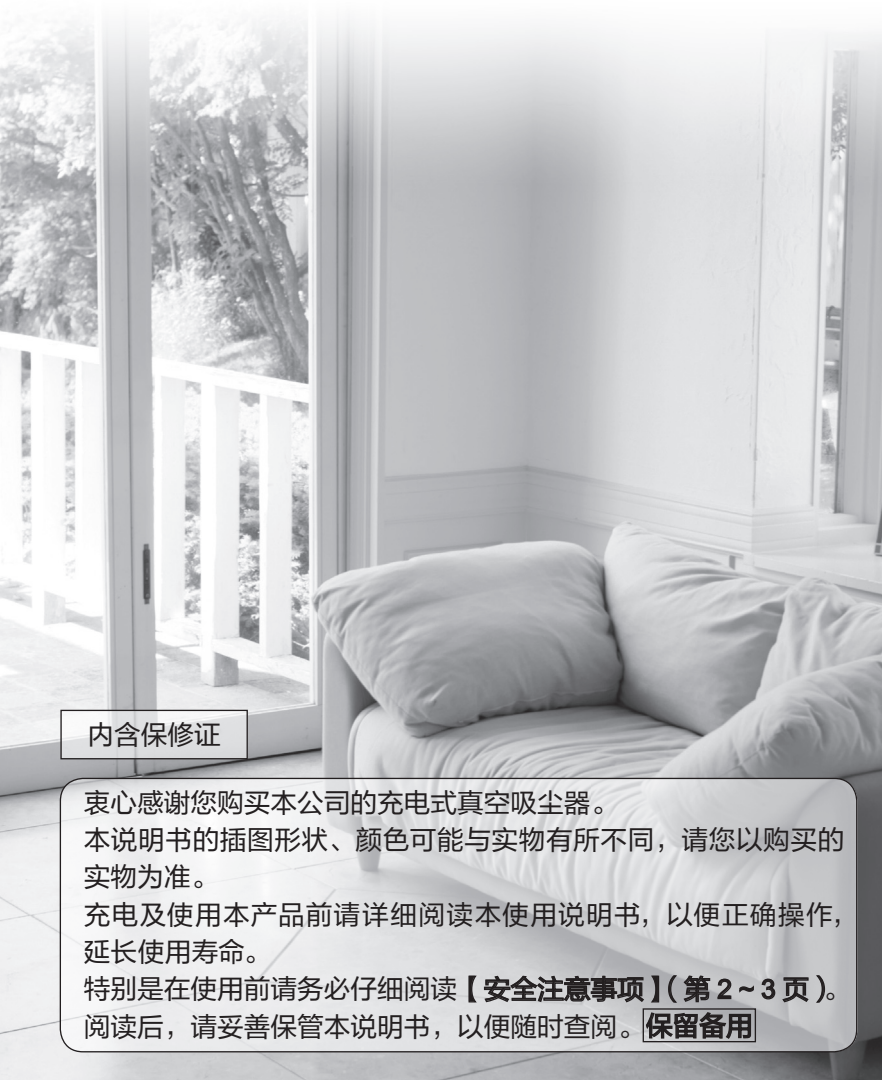 内含保修证
衷心感谢您购买本公司的充电式真空吸尘器。
本说明书的插图形状、颜色可能与实物有所不同，请您以购买的
实物为准。
充电及使用本产品前请详细阅读本使用说明书，以便正确操作，
延长使用寿命。
特别是在使用前请务必仔细阅读【安全注意事项】（第2~3页）。
阅读后，请妥善保管本说明书，以便随时查阅。保留备用